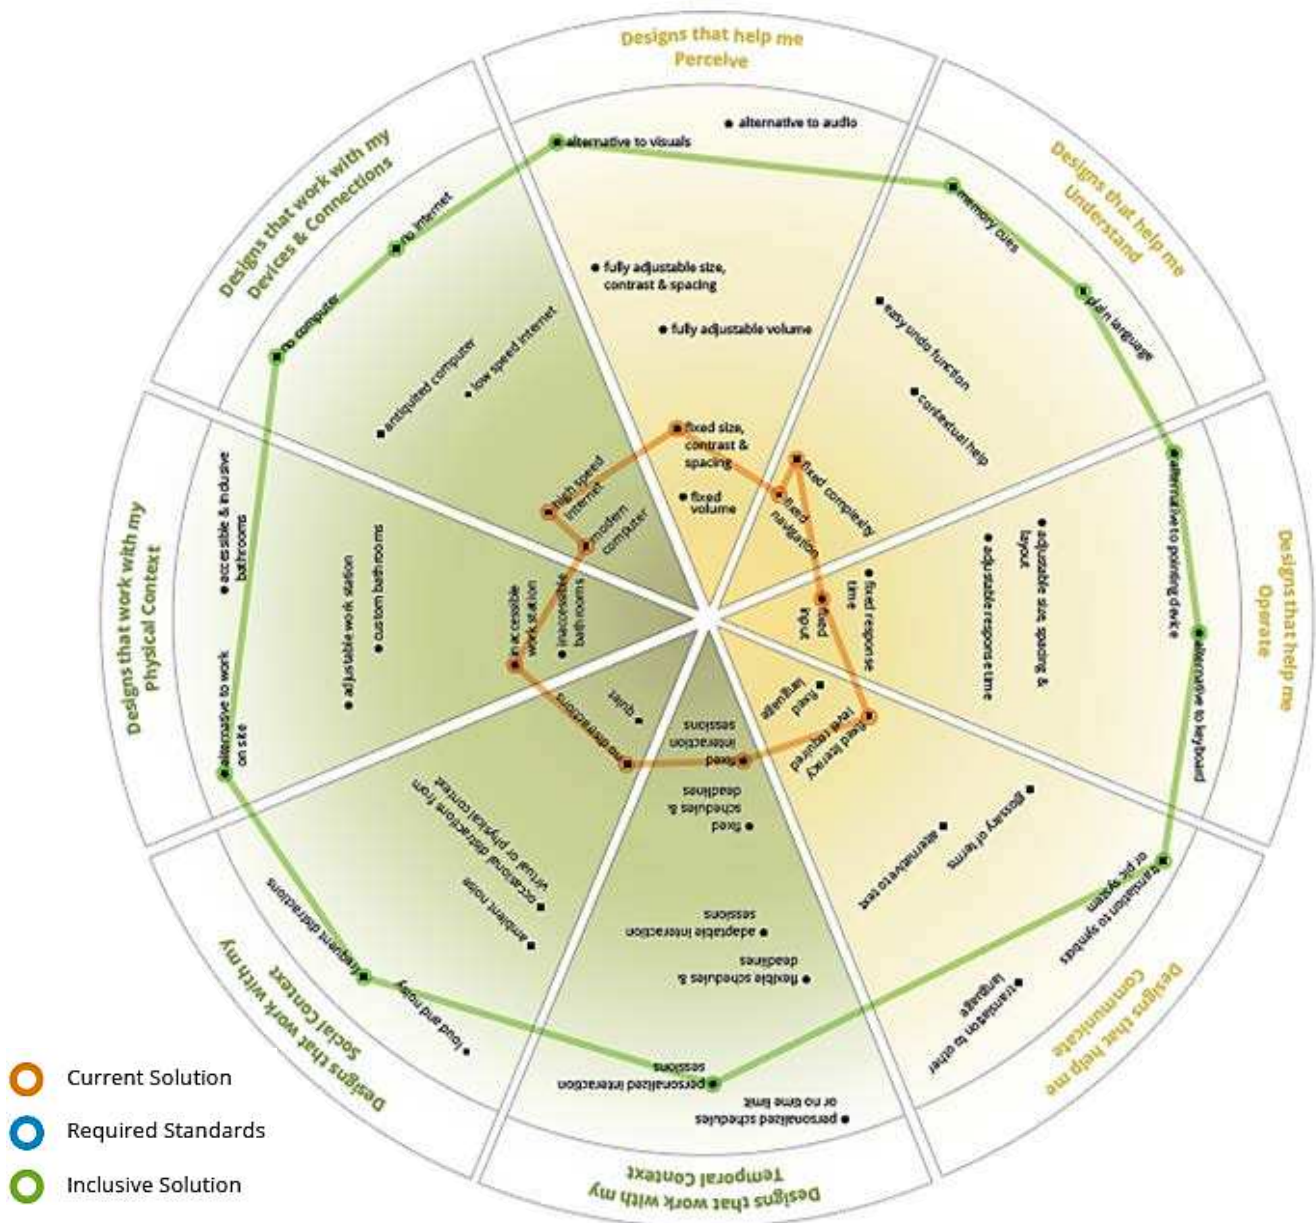 Designs that help me
Perceive
alternative to audio
alternative to visuals
fully adjustable size,
contrast & spacing
fully adjustable volume
fixed size,
contrast &
spacing
fixed
volume
Designs that help me
Understand
memory cues
plain language
easy undo function
contextual help
fixed complexity
fixed
navigation
Designs that help me
Operate
alternative to pointing device
alternative to keyboard
adjustable size, spacing &
layout
adjustable response time
fixed response
time
fixed
input
Designs that help me
Communicate
translation to symbols
or pic system
translation to other
language
glossary of terms
alternative to text
fixed literacy
level required
fixed
language
Designs that work with my
Temporal Context
personalized schedules
or no time limit
personalized interaction
sessions
flexible schedules &
deadlines
adaptable interaction
sessions
fixed
schedules &
deadlines
fixed
interaction
sessions
Designs that work with my
Social Context
loud and noisy
frequent distractions
ambient noise
occasional distractions from
virtual or physical context
no distractions
quiet
Designs that work with my
Physical Context
alternative to work
on site
accessible & inclusive
bathrooms
adjustable work station
custom bathrooms
inaccessible
work station
inaccessible
bathrooms
Designs that work with my
Devices & Connections
no computer
no internet
antiquited computer
low speed internet
high speed
internet
modern
computer
Current Solution
Required Standards
Inclusive Solution